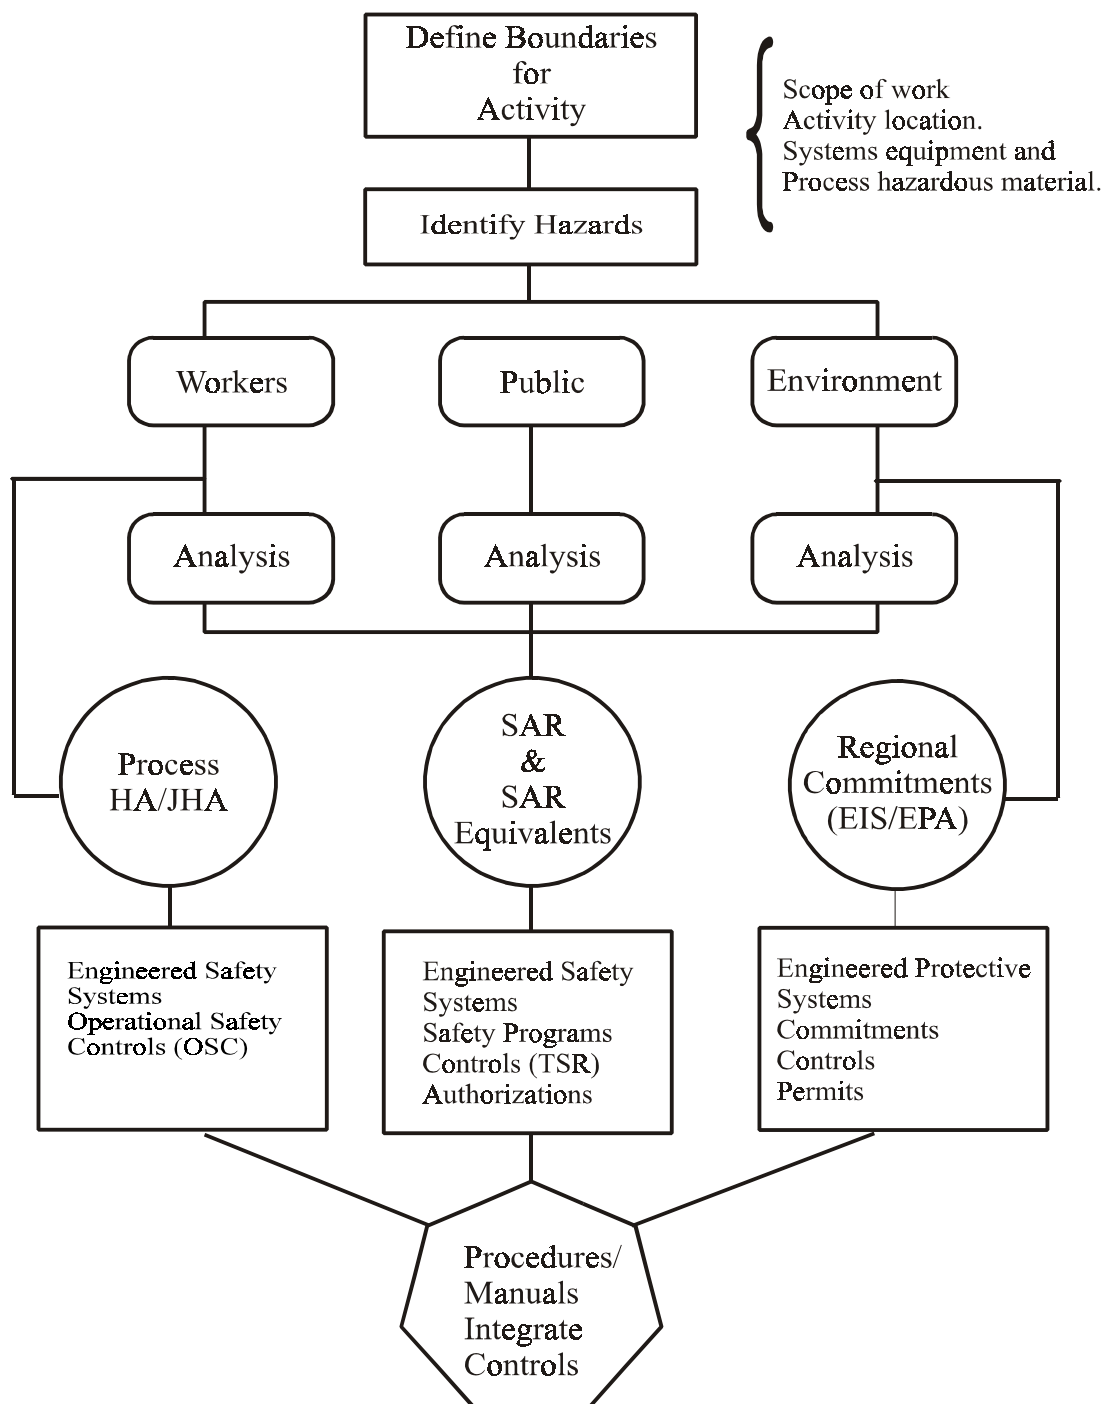 Define Boundaries
for
Activity
Scope of work
Activity location.
Systems equipment and
Process hazardous material.
Identify Hazards
Workers
Public
Environment
Analysis
Analysis
Analysis
Process
HA/JHA
SAR
&
SAR
Equivalents
Regional
Commitments
(EIS/EPA)
Engineered Safety
Systems
Operational Safety
Controls (OSC)
Engineered Safety
Systems
Safety Programs
Controls (TSR)
Authorizations
Engineered Protective
Systems
Commitments
Controls
Permits
Procedures/
Manuals
Integrate
Controls